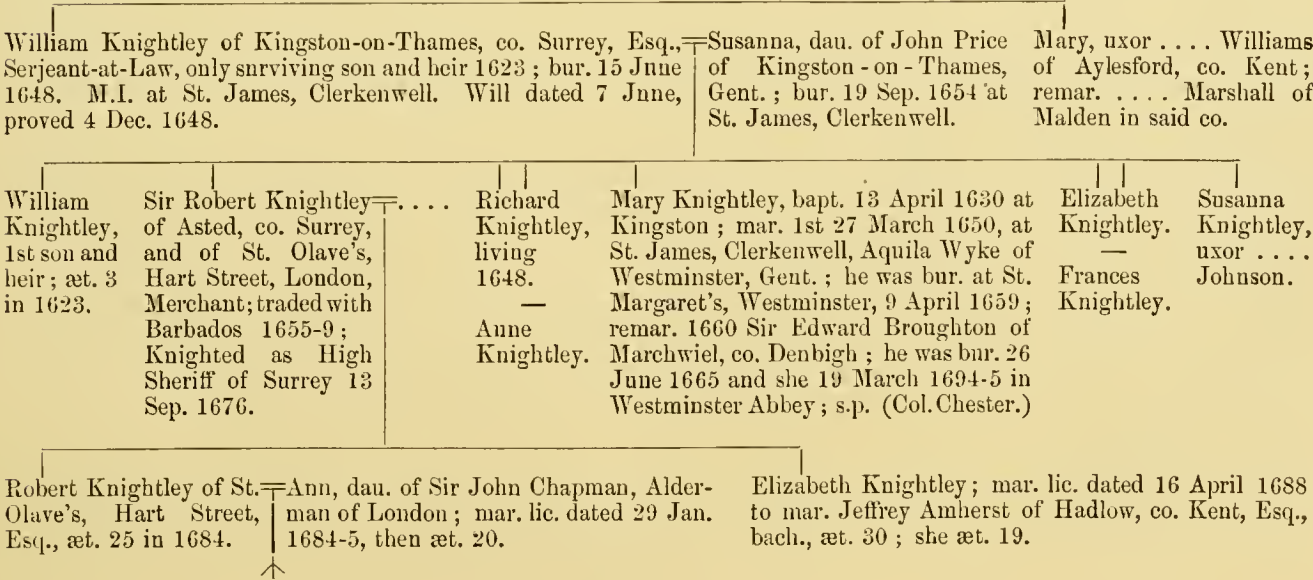 William Knightley of Kingston-on-Thames, co. Surrey, Esq.,
Serjeant-at-Law, only surviving son and heir 1623 ; bur. 15 June
1648. M.I. at St. James, Clerkenwell. Will dated 7 June,
proved 4 Dec. 1648.
Susanna, dau. of John Price
of Kingston-on-Thames,
Gent. ; bur. 19 Sep. 1654 at
St. James, Clerkenwell.
Mary, uxor .... Williams
of Aylesford, co. Kent ;
remar. .... Marshall of
Malden in said co.
William
Knightley,
1st son and
heir ; æt. 3
in 1623.
Sir Robert Knightley
of Asted, co. Surrey,
and of St. Olave's,
Hart Street, London,
Merchant; traded with
Barbados 1655-9 ;
Knighted as High
Sheriff of Surrey 13
Sep. 1676.
....
Richard
Knightley,
living
1648.
—
Anne
Knightley.
Mary Knightley, bapt. 13 April 1630 at
Kingston ; mar. 1st 27 March 1650, at
St. James, Clerkenwell, Aquila Wyke of
Westminster, Gent. ; he was bur. at St.
Margaret's, Westminster, 9 April 1659 ;
remar. 1660 Sir Edward Broughton of
Marchwiel, co. Denbigh ; he was bur. 26
June 1665 and she 19 March 1694-5 in
Westminster Abbey ; s.p. (Col. Chester.)
Elizabeth
Knightley.
—
Frances
Knightley.
Susanna
Knightley,
uxor ....
Johnson.
Robert Knightley of St.
Olave's, Hart Street,
Esq., æt. 25 in 1684.
Ann, dau. of Sir John Chapman, Alder-
man of London ; mar. lic. dated 29 Jan.
1684-5, then æt. 20.
Elizabeth Knightley ; mar. lic. dated 16 April 1688
to mar. Jeffrey Amherst of Hadlow, co. Kent, Esq.,
bach., æt. 30 ; she æt. 19.